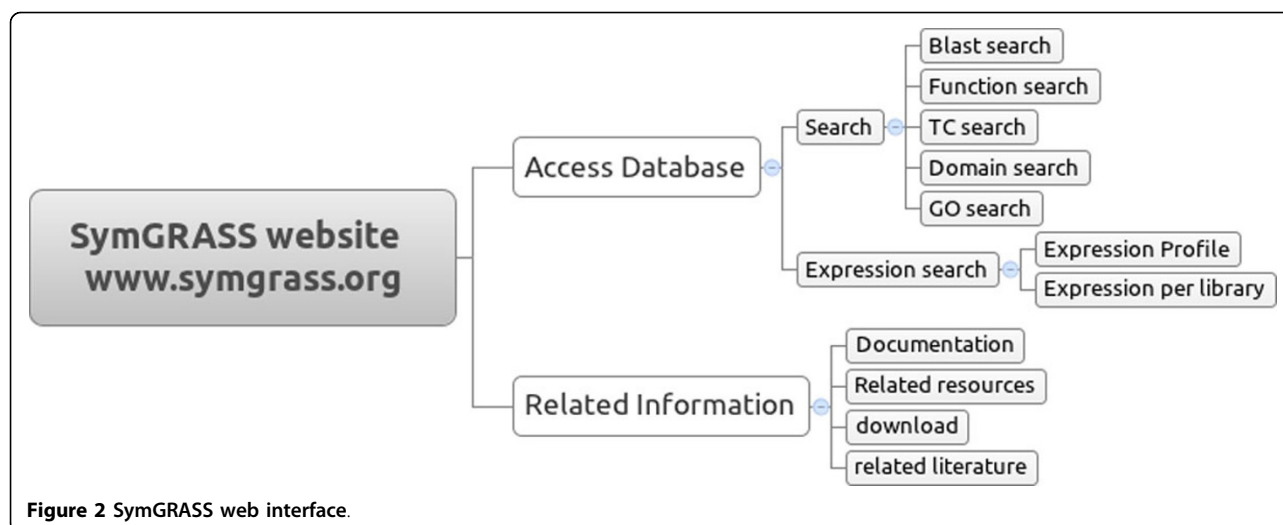 SymGRASS website
www.symgrass.org
Access Database
Search
Blast search
Function search
TC search
Domain search
GO search
Expression search
Expression Profile
Expression per library
Related Information
Documentation
Related resources
download
related literature
Figure 2 SymGRASS web interface.